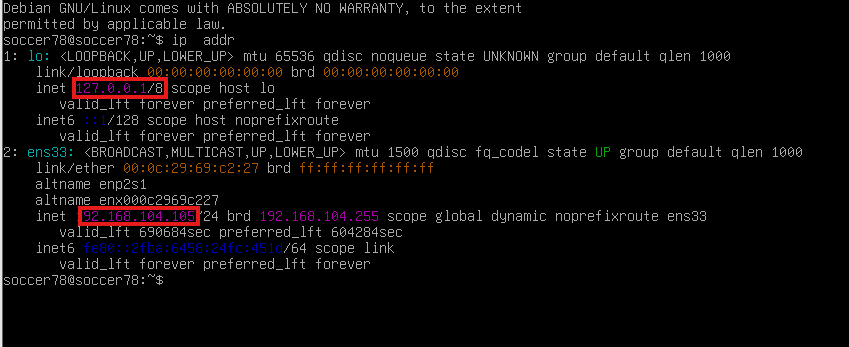 Debian GNU/Linux comes with ABSOLUTELY NO WARRANTY, to the extent
permitted by applicable law.
soccer78@soccer78:~$ ip  addr
1: lo: <LOOPBACK,UP,LOWER_UP> mtu 65536 qdisc noqueue state UNKNOWN group default qlen 1000
    link/loopback 00:00:00:00:00:00 brd 00:00:00:00:00:00
    inet 127.0.0.1/8 scope host lo
       valid_lft forever preferred_lft forever
    inet6 ::1/128 scope host noprefixroute
       valid_lft forever preferred_lft forever
2: ens33: <BROADCAST,MULTICAST,UP,LOWER_UP> mtu 1500 qdisc fq_codel state UP group default qlen 1000
    link/ether 00:0c:29:69:c2:27 brd ff:ff:ff:ff:ff:ff
    altname enp2s1
    altname enx000c2969c227
    inet 192.168.104.105/24 brd 192.168.104.255 scope global dynamic noprefixroute ens33
       valid_lft 690684sec preferred_lft 604284sec
    inet6 /64 scope link
       valid_lft forever preferred_lft forever
soccer78@soccer78:~$